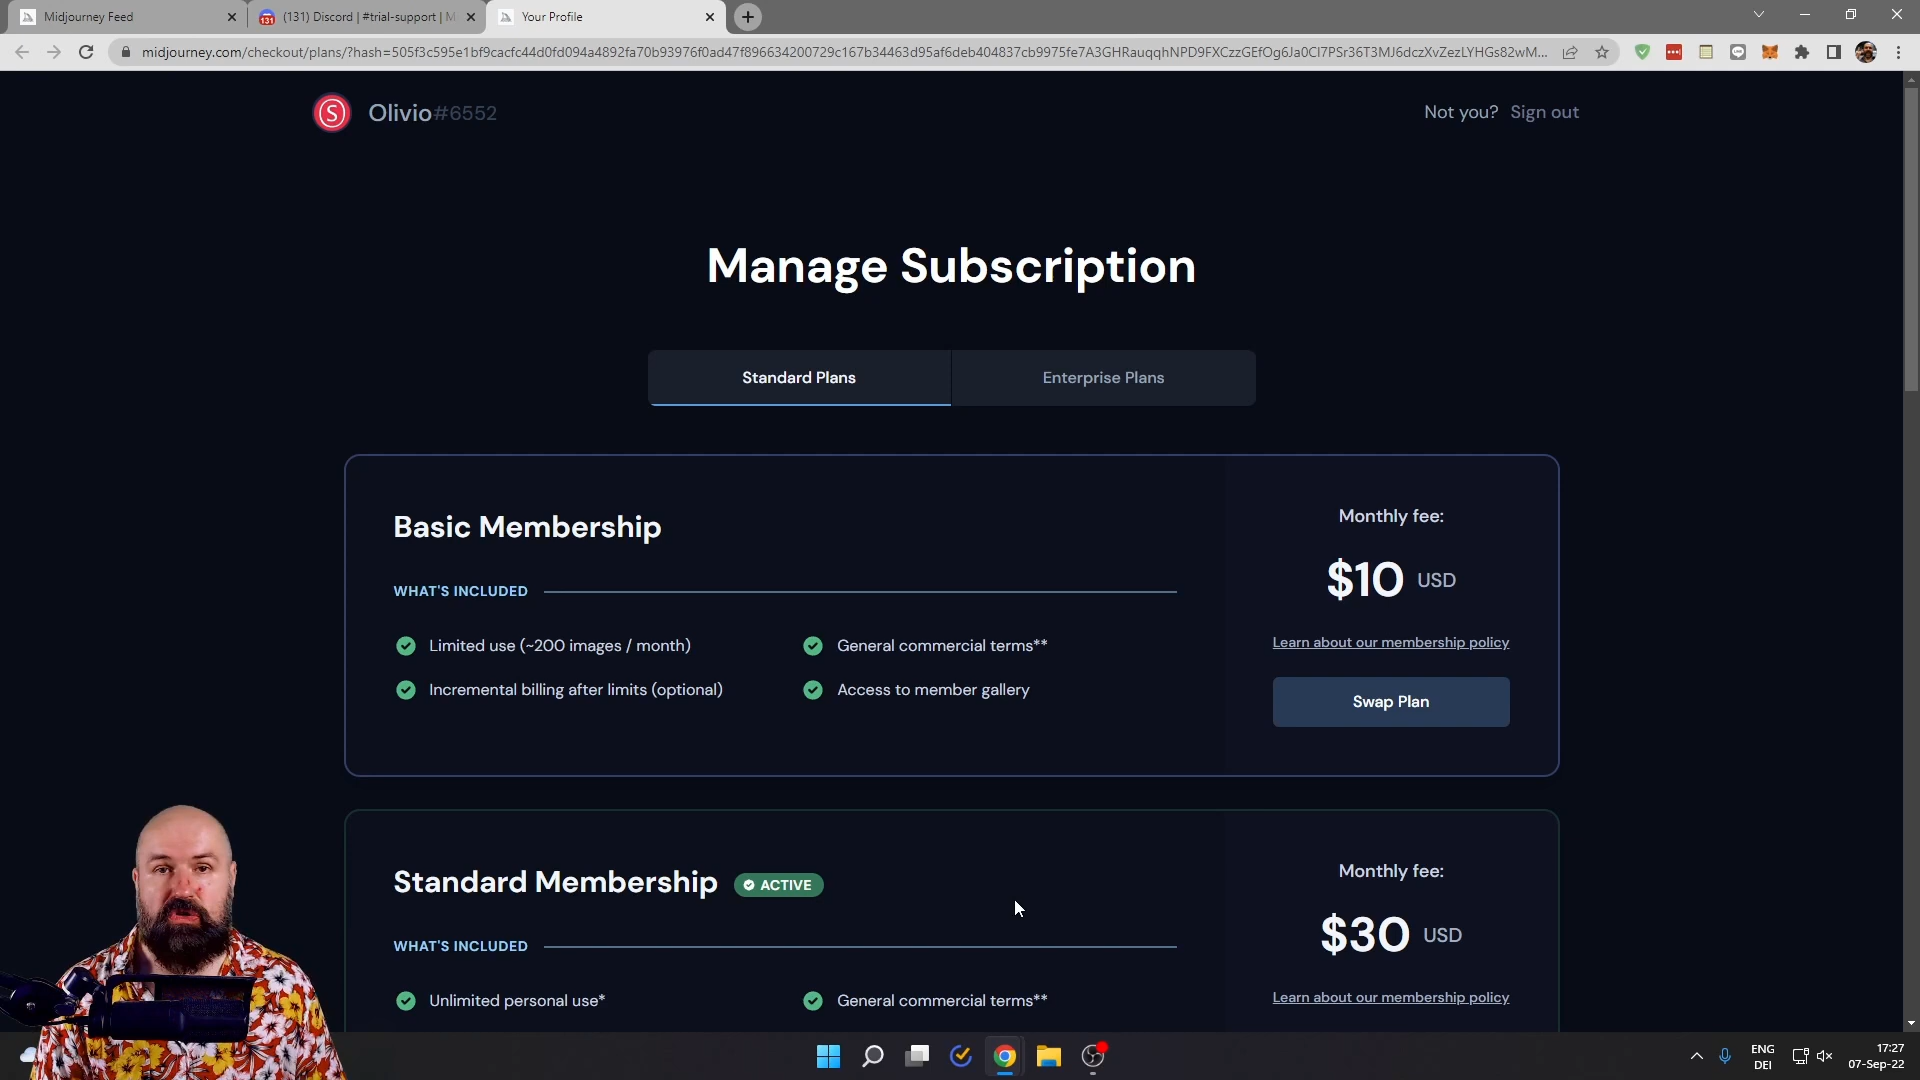 Midjourney Feed
(131) Discord | #trial-support | M
Your Profile
midjourney.com/checkout/plans/?hash=505f3c595e1bf9cacfc44d0fd094a4892fa70b93976f0ad47f896634200729c167b34463d95af6deb404837cb9975fe7A3GHRauqqhNPD9FXCzzGEfOg6Ja0CI7PSr36T3MJ6dczXvZezLYHGs82wM...
Olivio#6552
Not you? Sign out
Manage Subscription
Standard Plans
Enterprise Plans
Basic Membership
WHAT'S INCLUDED
Limited use (~200 images / month)
General commercial terms**
Incremental billing after limits (optional)
Access to member gallery
Monthly fee:
$10 USD
Learn about our membership policy
Swap Plan
Standard Membership
ACTIVE
WHAT'S INCLUDED
Unlimited personal use*
General commercial terms**
Monthly fee:
$30 USD
Learn about our membership policy
ENG
DEI
17:27
07-Sep-22